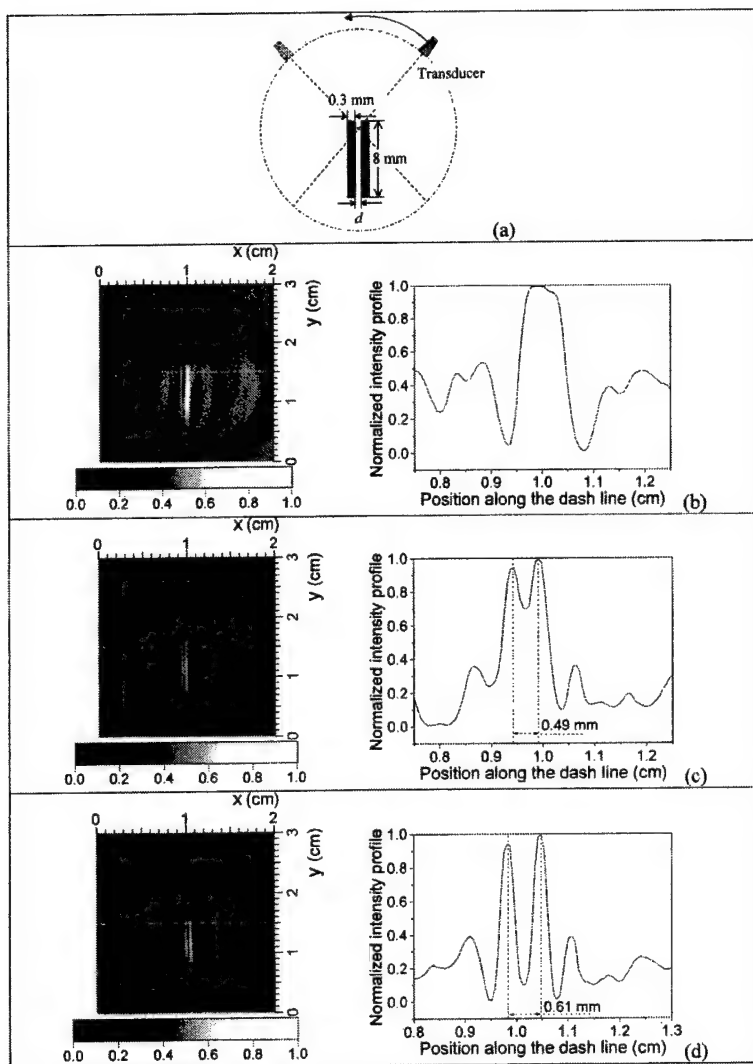 Transducer
0.3 mm
8 mm
d
(a)
x (cm)
0 1 2
y (cm)
0 1 2 3
0.0 0.2 0.4 0.6 0.8 1.0
Normalized intensity profile
1.0
0.8
0.6
0.4
0.2
0.0
0.8 0.9 1.0 1.1 1.2
Position along the dash line (cm)
(b)
x (cm)
0 1 2
y (cm)
0 1 2 3
0.0 0.2 0.4 0.6 0.8 1.0
Normalized intensity profile
1.0
0.8
0.6
0.4
0.2
0.0
0.49 mm
0.8 0.9 1.0 1.1 1.2
Position along the dash line (cm)
(c)
x (cm)
0 1 2
y (cm)
0 1 2 3
0.0 0.2 0.4 0.6 0.8 1.0
Normalized intensity profile
1.0
0.8
0.6
0.4
0.2
0.0
0.61 mm
0.8 0.9 1.0 1.1 1.2 1.3
Position along the dash line (cm)
(d)